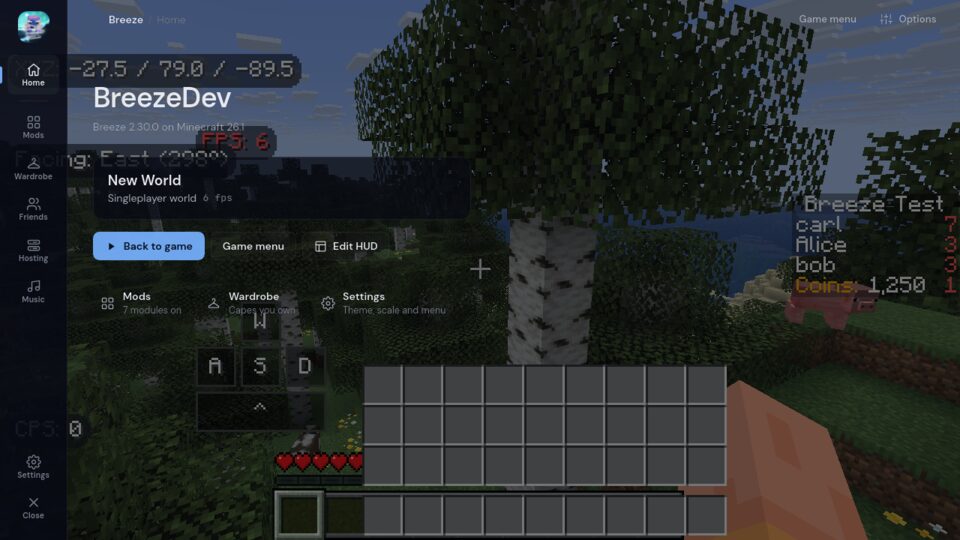 Breeze / Home
Game menu
Options
-27.5 / 79.0 / -89.5
Home
BreezeDev
Breeze 2.30.0 on Minecraft 26.1
FPS: 6
Mods
Facing: East
Wardrobe
New World
Singleplayer world 6 fps
Friends
Breeze Test
carl 7
Alice 3
bob 3
Coins: 1,250 1
Hosting
Back to game
Game menu
Edit HUD
Music
Mods
7 modules on
Wardrobe
Capes you own
Settings
Theme, scale and menu
W
A
S
D
CPS: 0
Settings
Close